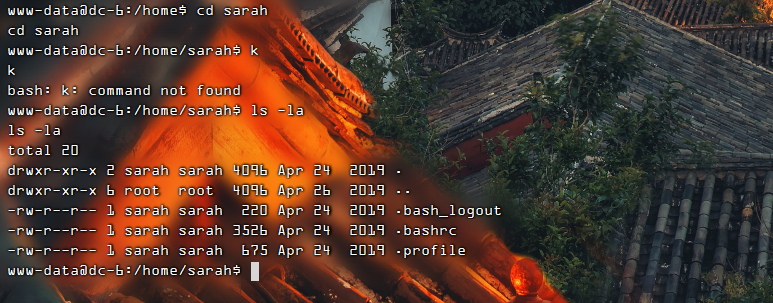 www-data@dc-6:/home$ cd sarah
cd sarah
www-data@dc-6:/home/sarah$ k
k
bash: k: command not found
www-data@dc-6:/home/sarah$ ls -la
ls -la
total 20
drwxr-xr-x 2 sarah sarah 4096 Apr 24  2019 .
drwxr-xr-x 6 root  root  4096 Apr 26  2019 ..
-rw-r--r-- 1 sarah sarah  220 Apr 24  2019 .bash_logout
-rw-r--r-- 1 sarah sarah 3526 Apr 24  2019 .bashrc
-rw-r--r-- 1 sarah sarah  675 Apr 24  2019 .profile
www-data@dc-6:/home/sarah$